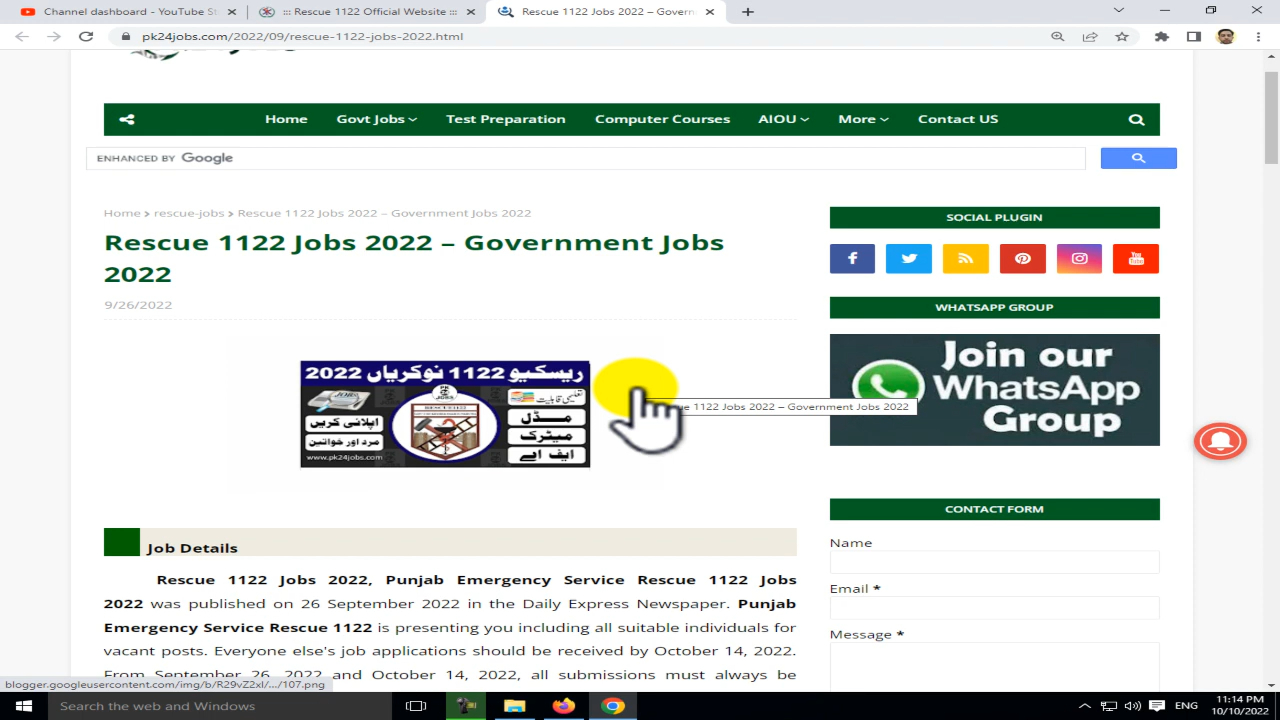 Channel dashboard - YouTube St
::: Rescue 1122 Official Website :::
Rescue 1122 Jobs 2022 – Govern
pk24jobs.com/2022/09/rescue-1122-jobs-2022.html
Home
Govt Jobs
Test Preparation
Computer Courses
AIOU
More
Contact US
ENHANCED BY Google
Home > rescue-jobs > Rescue 1122 Jobs 2022 – Government Jobs 2022
Rescue 1122 Jobs 2022 – Government Jobs
2022
9/26/2022
ریسکیو 1122 نوکریاں 2022
PK
JOBS
تعلیمی قابلیت
RESCUE1122
مڈل
اپلائی کریں
میٹرک
مرد اور خواتین
ایف اے
www.pk24jobs.com
ue 1122 Jobs 2022 – Government Jobs 2022
Job Details
Rescue 1122 Jobs 2022, Punjab Emergency Service Rescue 1122 Jobs
2022 was published on 26 September 2022 in the Daily Express Newspaper. Punjab
Emergency Service Rescue 1122 is presenting you including all suitable individuals for
vacant posts. Everyone else's job applications should be received by October 14, 2022.
From September 26, 2022 and October 14, 2022, all submissions must always be
SOCIAL PLUGIN
You
Tube
WHATSAPP GROUP
Join our
WhatsApp
Group
CONTACT FORM
Name
Email *
Message *
blogger.googleusercontent.com/img/b/R29vZ2xl/.../107.png
Search the web and Windows
ENG
11:14 PM
10/10/2022